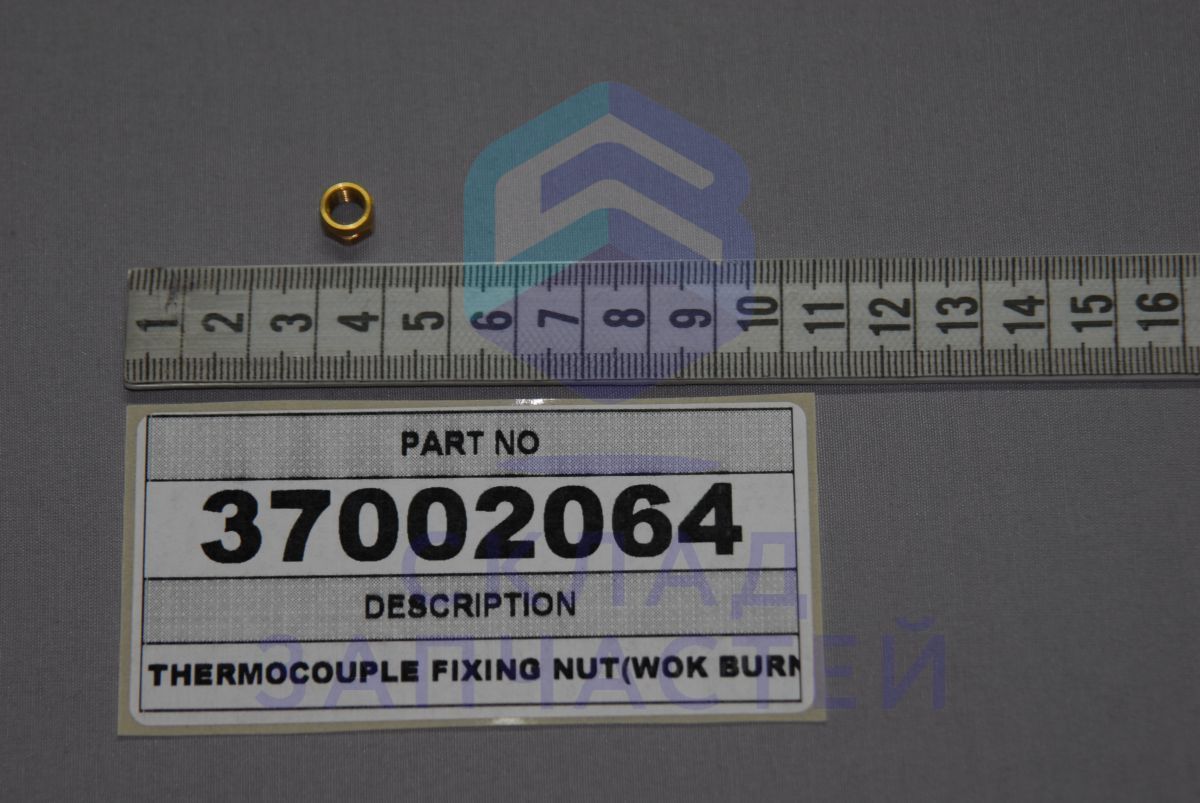 1 2 3 4 5 6 7 8 9 10 11 12 13 14 15 16
PART NO
37002064
DESCRIPTION
THERMOCOUPLE FIXING NUT(WOK BURN
СКЛАД
ЗАПЧАСТЕЙ